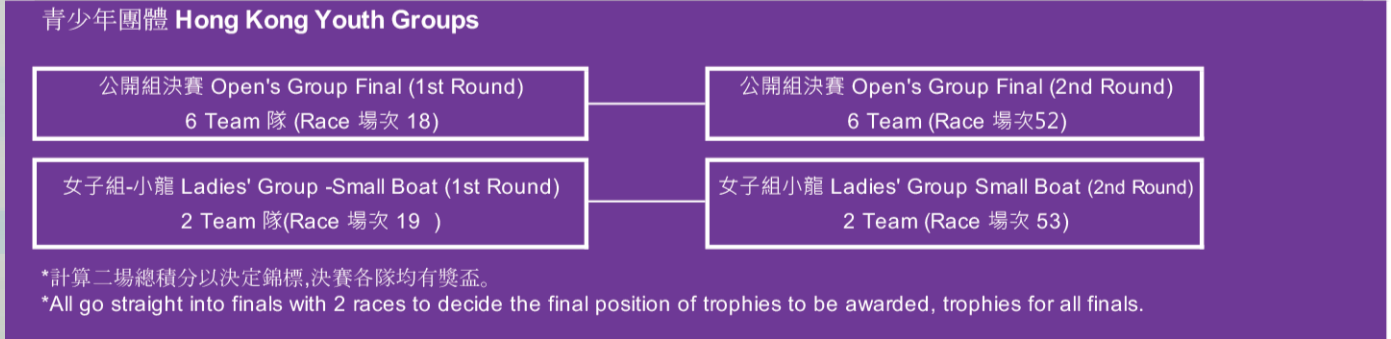 青少年團體 Hong Kong Youth Groups
公開組決賽 Open's Group Final (1st Round)
6 Team 隊 (Race 場次 18)
公開組決賽 Open's Group Final (2nd Round)
6 Team (Race 場次52)
女子組-小龍 Ladies' Group -Small Boat (1st Round)
2 Team 隊(Race 場次 19 )
女子組小龍 Ladies' Group Small Boat (2nd Round)
2 Team (Race 場次 53)
*計算二場總積分以決定錦標,決賽各隊均有獎盃。
*All go straight into finals with 2 races to decide the final position of trophies to be awarded, trophies for all finals.